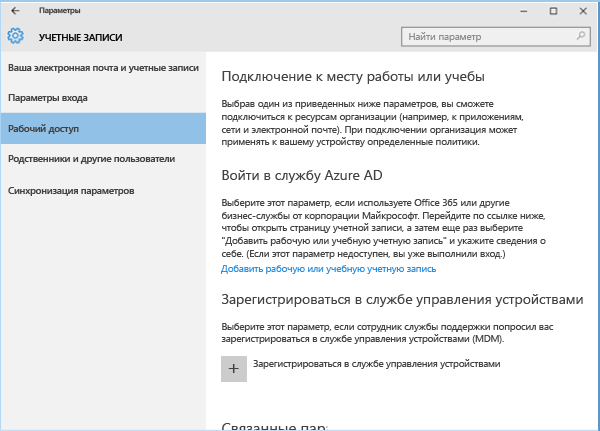 Параметры
УЧЕТНЫЕ ЗАПИСИ
Найти параметр
Ваша электронная почта и учетные записи
Параметры входа
Рабочий доступ
Родственники и другие пользователи
Синхронизация параметров
Подключение к месту работы или учебы
Выбрав один из приведенных ниже параметров, вы сможете
подключиться к ресурсам организации (например, к приложениям,
сети и электронной почте). При подключении организация может
применять к вашему устройству определенные политики.
Войти в службу Azure AD
Выберите этот параметр, если используете Office 365 или другие
бизнес-службы от корпорации Майкрософт. Перейдите по ссылке ниже,
чтобы открыть страницу учетной записи, а затем еще раз выберите
"Добавить рабочую или учебную учетную запись" и укажите сведения о
себе. (Если этот параметр недоступен, вы уже выполнили вход.)
Добавить рабочую или учебную учетную запись
Зарегистрироваться в службе управления устройствами
Выберите этот параметр, если сотрудник службы поддержки попросил вас
зарегистрироваться в службе управления устройствами (MDM).
Зарегистрироваться в службе управления устройствами
Связанные пар